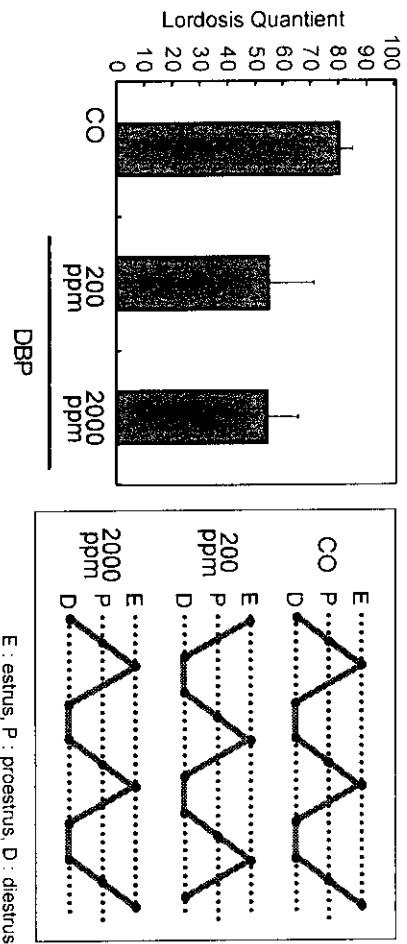 Lordosis Quantient
100
90
80
70
60
50
40
30
20
10
0
CO
200
ppm
2000
ppm
DBP
CO
E
P
D
200
ppm
E
P
D
2000
ppm
E
P
D
E : estrus, P : proestrus, D : diestrus